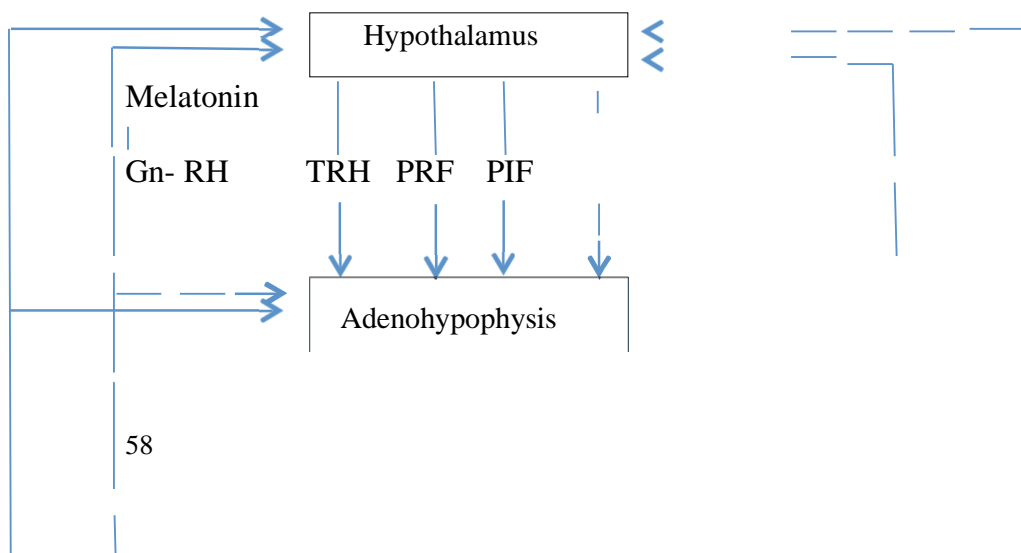 Hypothalamus
Melatonin
Gn- RH TRH PRF PIF
Adenohypophysis
58